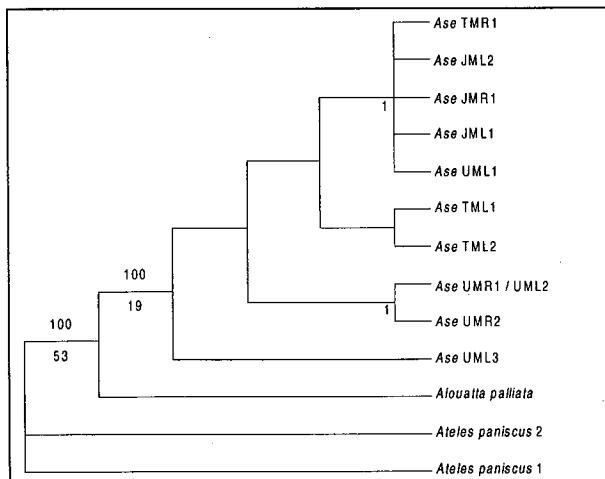 Ase TMR1
Ase JML2
Ase JMR1
1
Ase JML1
Ase UML1
Ase TML1
Ase TML2
100
Ase UMR1 / UML2
19
1
Ase UMR2
100
53
Ase UML3
Alouatta palliata
Ateles paniscus 2
Ateles paniscus 1